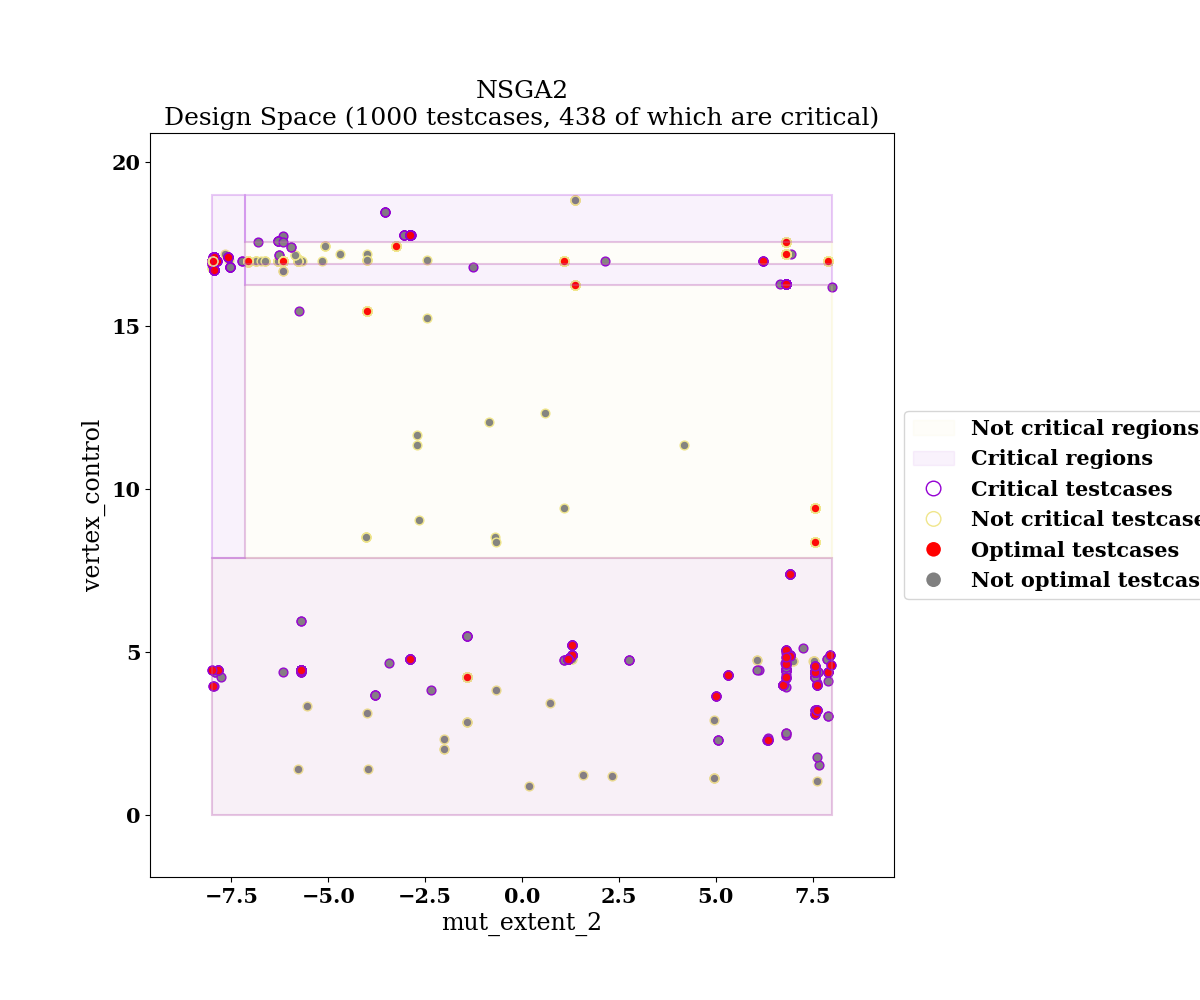 NSGA2
Design Space (1000 testcases, 438 of which are critical)
20
15
10
5
0
vertex_control
−7.5 −5.0 −2.5 0.0 2.5 5.0 7.5
mut_extent_2
Not critical regions
Critical regions
Critical testcases
Not critical testcase
Optimal testcases
Not optimal testcas